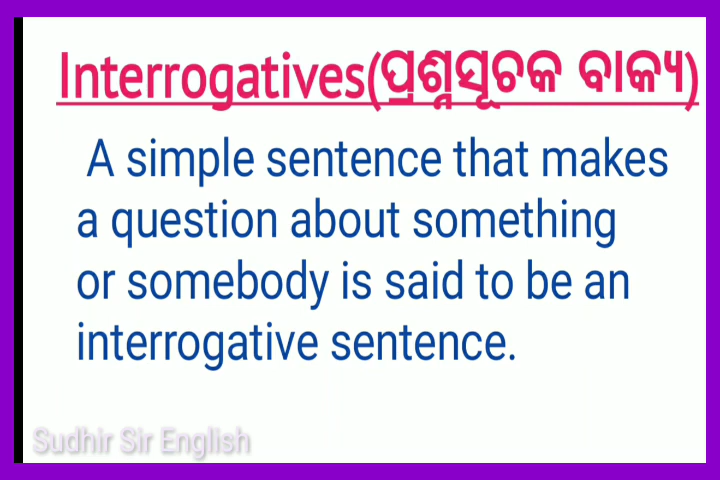 Interrogatives(ପ୍ରଶ୍ନସୂଚକ ବାକ୍ୟ)
A simple sentence that makes
a question about something
or somebody is said to be an
interrogative sentence.
Sudhir Sir English